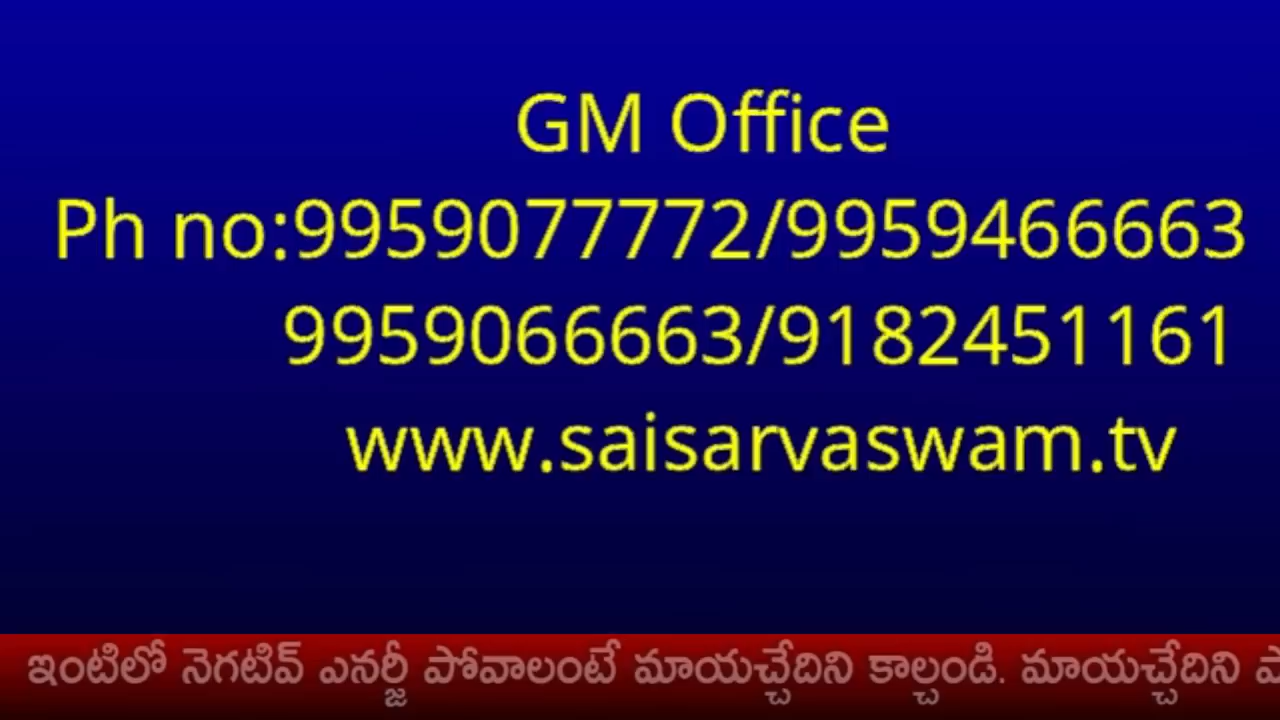 GM Office
Ph no:9959077772/9959466663
9959066663/9182451161
www.saisarvaswam.tv
ఇంటిలో నెగటివ్ ఎనర్జీ పోవాలంటే మాయచ్ఛేదిని కాల్చండి. మాయచ్ఛేదిని